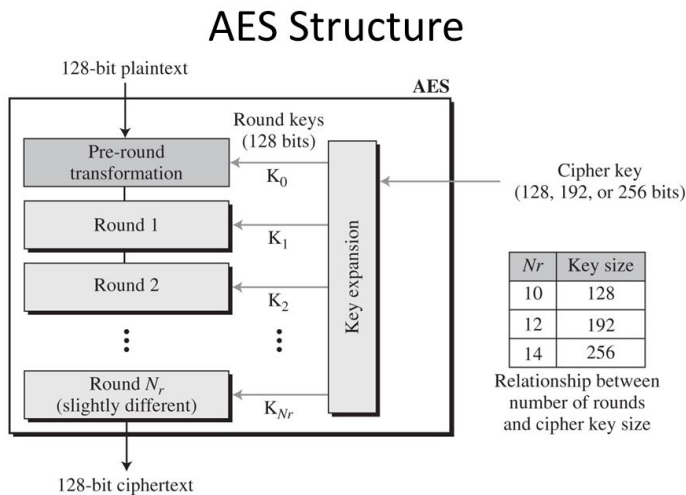 AES Structure
128-bit plaintext
AES
Round keys
(128 bits)
Pre-round
transformation
K0
Cipher key
(128, 192, or 256 bits)
Round 1
K1
Round 2
K2
Key expansion
Nr Key size
10 128
12 192
14 256
Relationship between
number of rounds
and cipher key size
Round Nr
(slightly different)
KNr
128-bit ciphertext